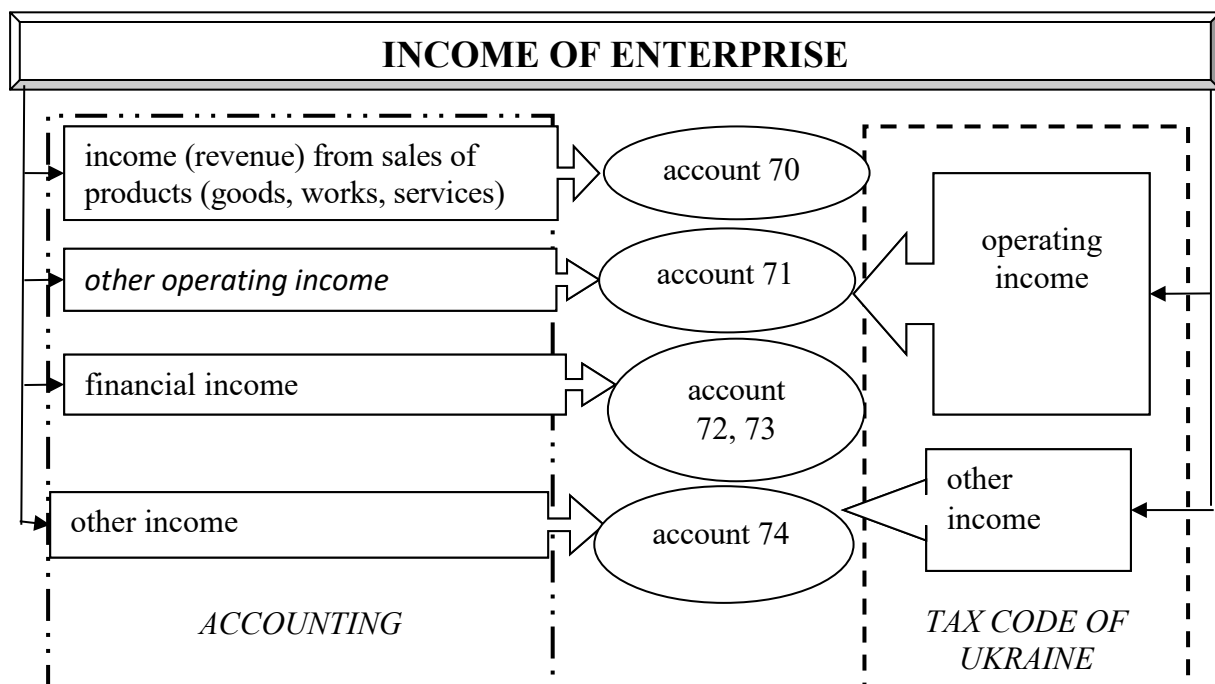 INCOME OF ENTERPRISE
income (revenue) from sales of
products (goods, works, services)
account 70
other operating income
account 71
operating
income
financial income
account
72, 73
other income
account 74
other
income
ACCOUNTING
TAX CODE OF
UKRAINE